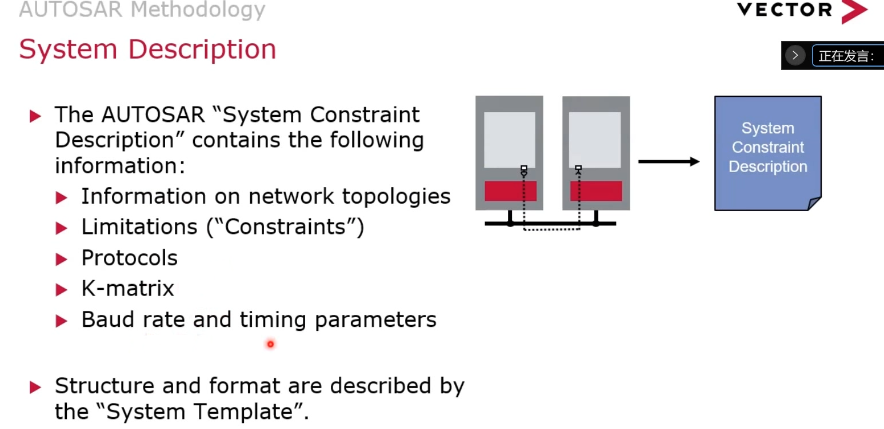 AUTOSAR Methodology
VECTOR
System Description
正在发言:
The AUTOSAR “System Constraint
Description” contains the following
information:
Information on network topologies
Limitations (“Constraints”)
Protocols
K-matrix
Baud rate and timing parameters
Structure and format are described by
the “System Template”.
System
Constraint
Description